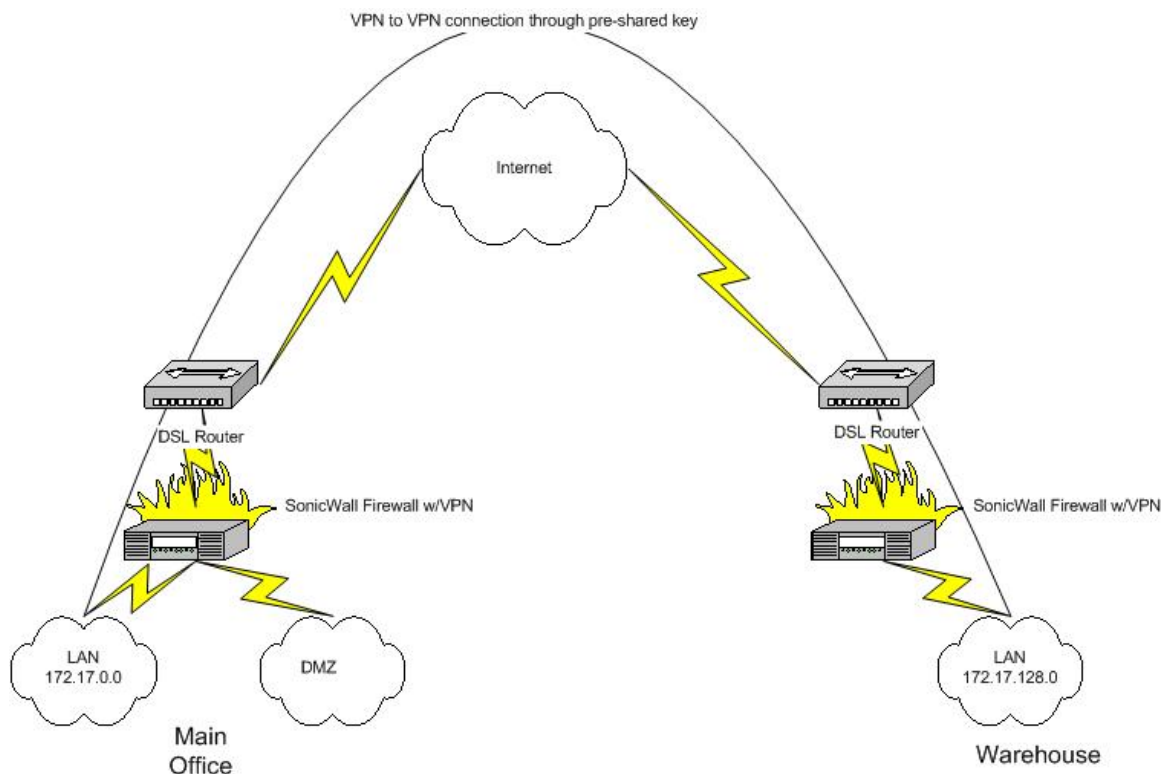 VPN to VPN connection through pre-shared key
Internet
DSL Router
DSL Router
SonicWall Firewall w/VPN
SonicWall Firewall w/VPN
LAN
172.17.0.0
DMZ
LAN
172.17.128.0
Main
Office
Warehouse